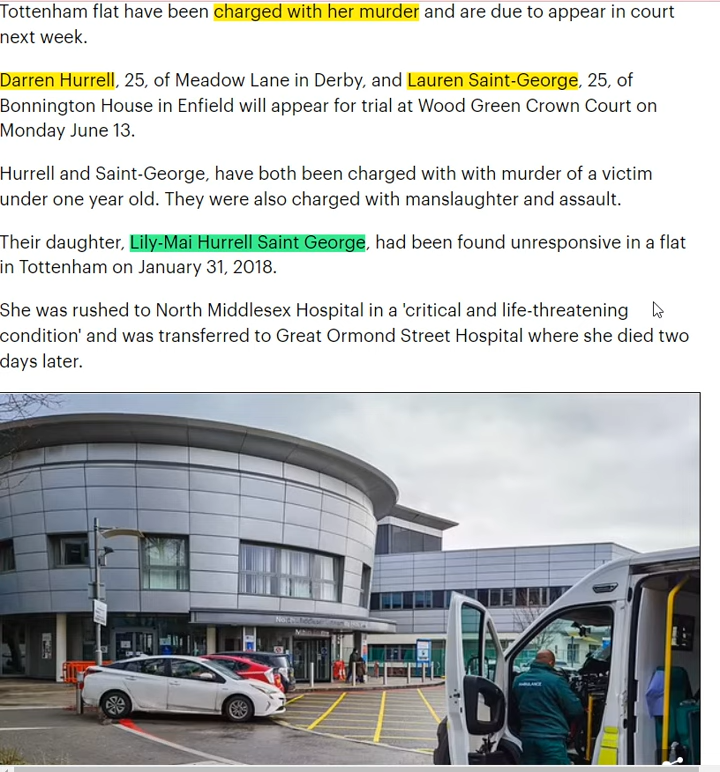 Tottenham flat have been charged with her murder and are due to appear in court
next week.
Darren Hurrell, 25, of Meadow Lane in Derby, and Lauren Saint-George, 25, of
Bonnington House in Enfield will appear for trial at Wood Green Crown Court on
Monday June 13.
Hurrell and Saint-George, have both been charged with with murder of a victim
under one year old. They were also charged with manslaughter and assault.
Their daughter, Lily-Mai Hurrell Saint George, had been found unresponsive in a flat
in Tottenham on January 31, 2018.
She was rushed to North Middlesex Hospital in a 'critical and life-threatening
condition' and was transferred to Great Ormond Street Hospital where she died two
days later.
AMBULANCE